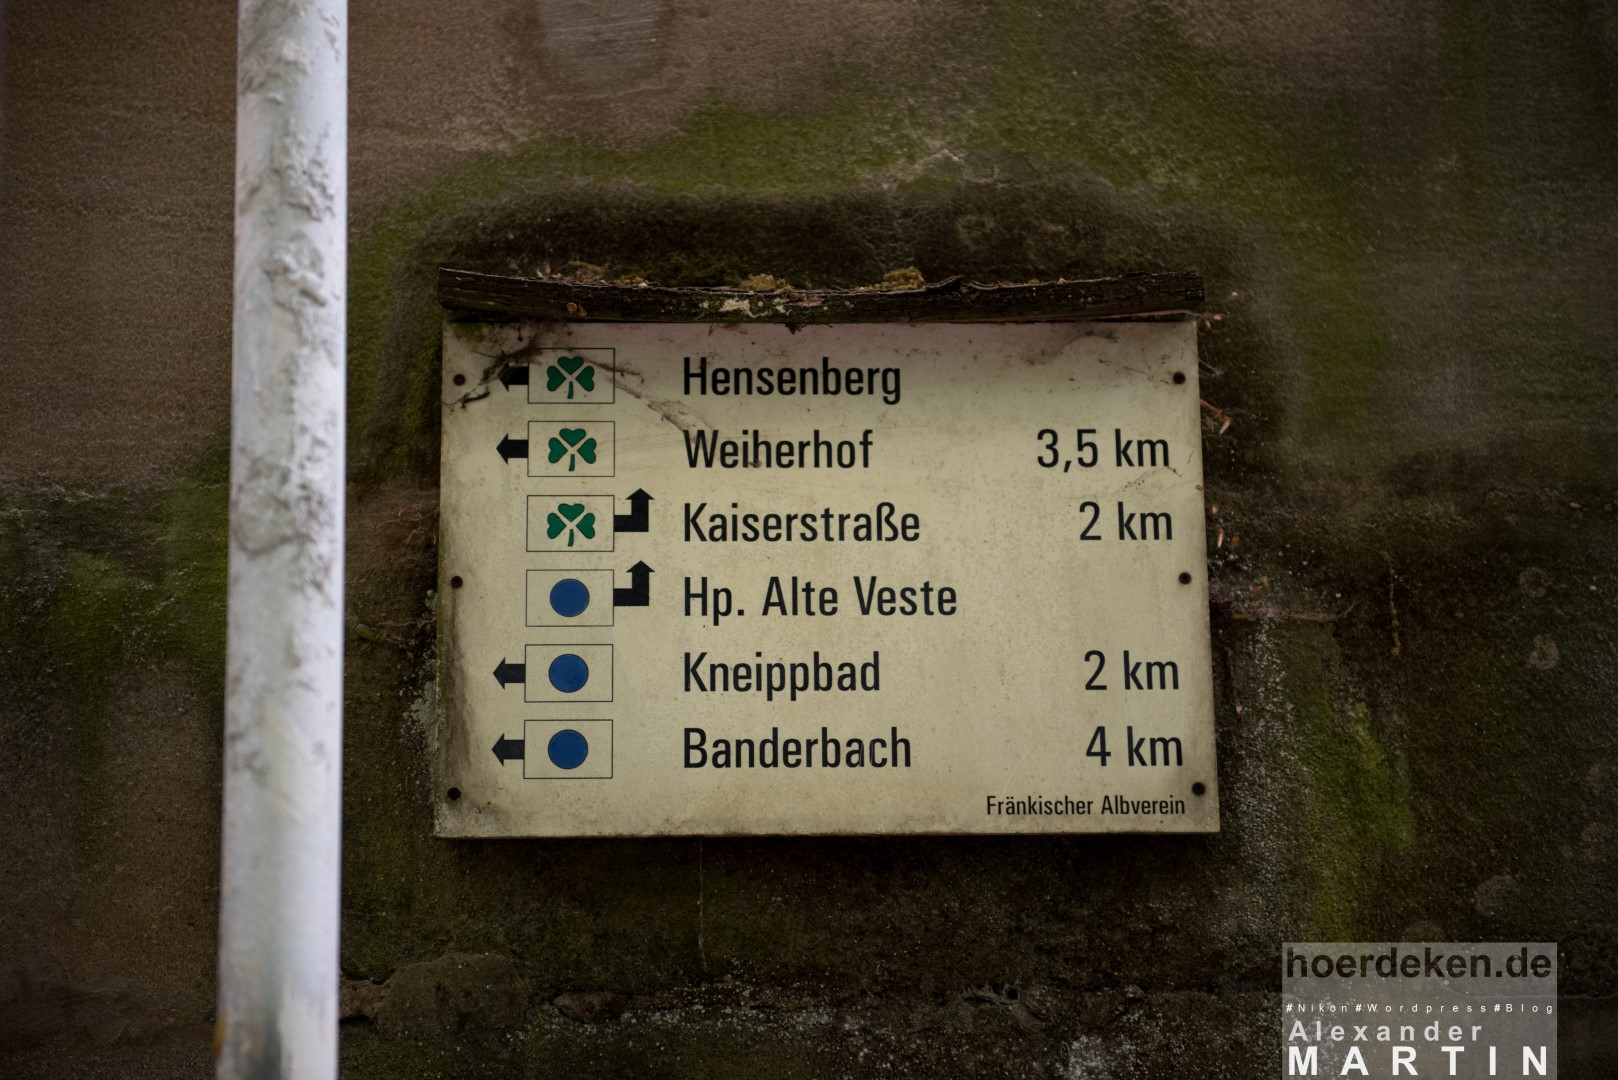 Hensenberg
Weiherhof 3,5 km
Kaiserstraße 2 km
Hp. Alte Veste
Kneippbad 2 km
Banderbach 4 km
Fränkischer Albverein
hoerdeken.de
#Nikon#Wordpress#Blog
Alexander
MARTIN